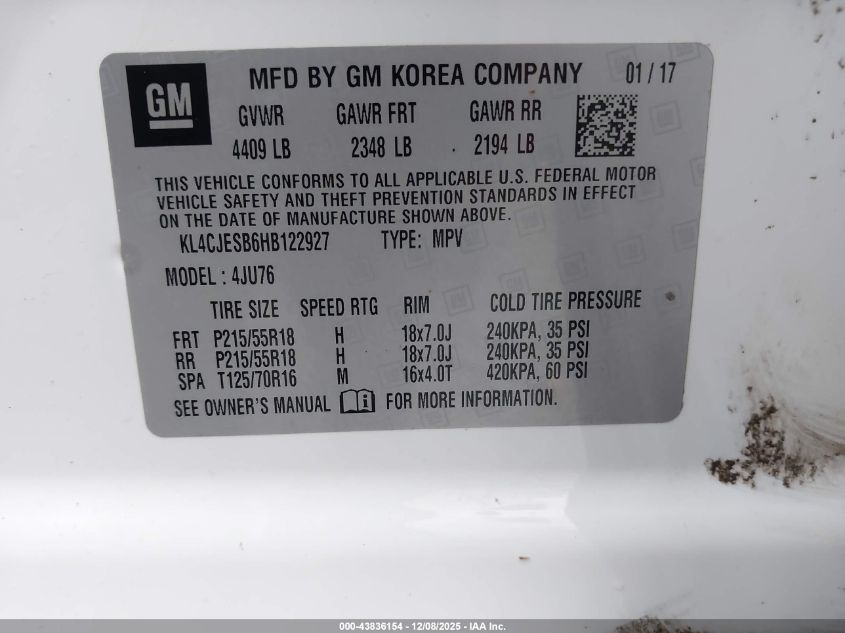 GM
MFD BY GM KOREA COMPANY 01 / 17
GVWR GAWR FRT GAWR RR
4409 LB 2348 LB 2194 LB
THIS VEHICLE CONFORMS TO ALL APPLICABLE U.S. FEDERAL MOTOR
VEHICLE SAFETY AND THEFT PREVENTION STANDARDS IN EFFECT
ON THE DATE OF MANUFACTURE SHOWN ABOVE.
KL4CJESB6HB122927 TYPE: MPV
MODEL : 4JU76
TIRE SIZE SPEED RTG RIM COLD TIRE PRESSURE
FRT P215/55R18 H 18x7.0J 240KPA, 35 PSI
RR P215/55R18 H 18x7.0J 240KPA, 35 PSI
SPA T125/70R16 M 16x4.0T 420KPA, 60 PSI
SEE OWNER'S MANUAL i FOR MORE INFORMATION.
000-43836154 - 12/08/2025 - IAA Inc.